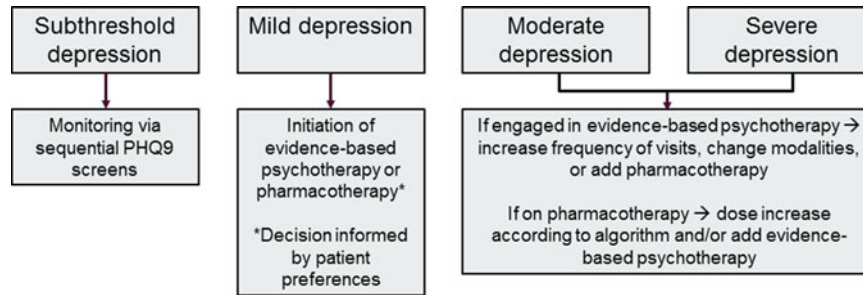 Subthreshold
depression
Mild depression
Moderate
depression
Severe
depression
Monitoring via
sequential PHQ9
screens
Initiation of
evidence-based
psychotherapy or
pharmacotherapy*
*Decision informed
by patient
preferences
If engaged in evidence-based psychotherapy →
increase frequency of visits, change modalities,
or add pharmacotherapy
If on pharmacotherapy → dose increase
according to algorithm and/or add evidence-
based psychotherapy